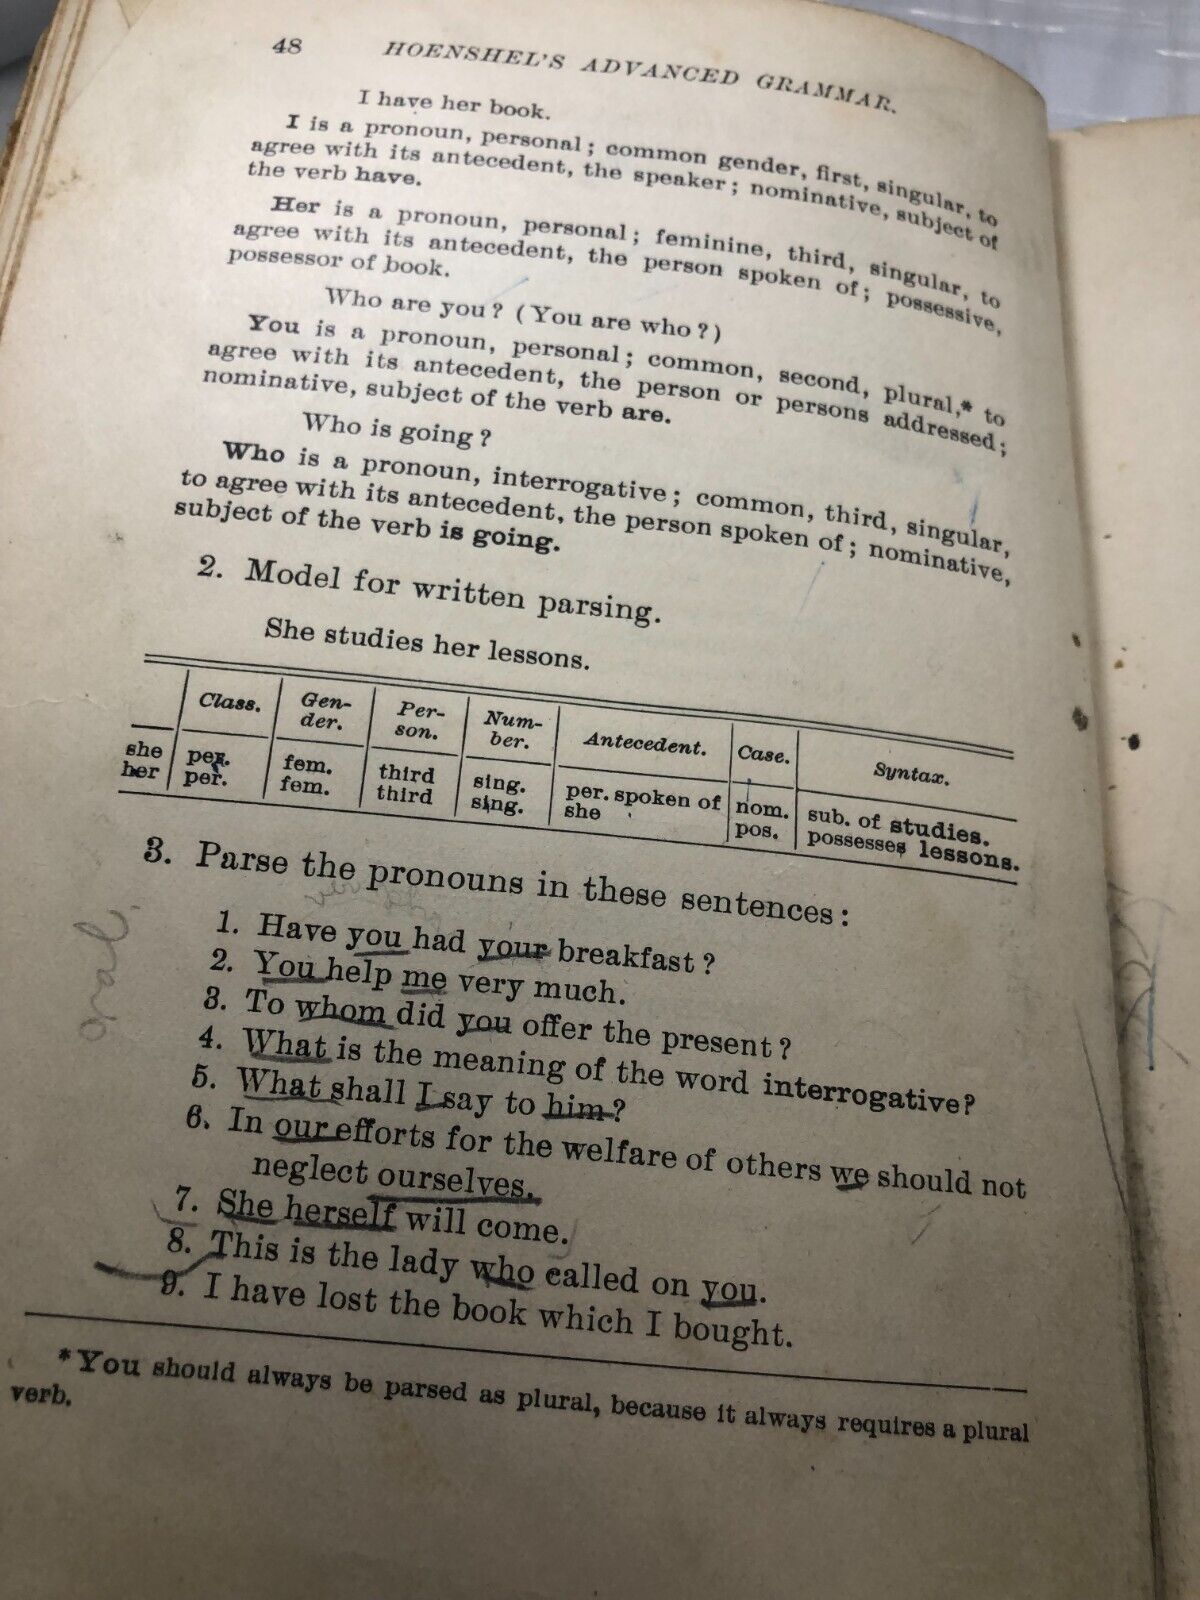 48 HOENSHEL'S ADVANCED GRAMMAR.
I have her book.
I is a pronoun, personal; common gender, first, singular, to
agree with its antecedent, the speaker; nominative, subject of
the verb have.
Her is a pronoun, personal; feminine, third, singular, to
agree with its antecedent, the person spoken of; possessive,
possessor of book.
Who are you? (You are who?)
You is a pronoun, personal; common, second, plural,* to
agree with its antecedent, the person or persons addressed;
nominative, subject of the verb are.
Who is going?
Who is a pronoun, interrogative; common, third, singular,
to agree with its antecedent, the person spoken of; nominative,
subject of the verb is going.
2. Model for written parsing.
She studies her lessons.
Class. Gen- Per- Num- Antecedent. Case. Syntax.
der. son. ber.
she per. fem. third sing. per. spoken of nom. sub. of studies.
her per. fem. third sing. she pos. possesses lessons.
3. Parse the pronouns in these sentences:
1. Have you had your breakfast?
2. You help me very much.
3. To whom did you offer the present?
4. What is the meaning of the word interrogative?
5. What shall I say to him?
6. In our efforts for the welfare of others we should not
neglect ourselves.
7. She herself will come.
8. This is the lady who called on you.
9. I have lost the book which I bought.
*You should always be parsed as plural, because it always requires a plural
verb.
oral